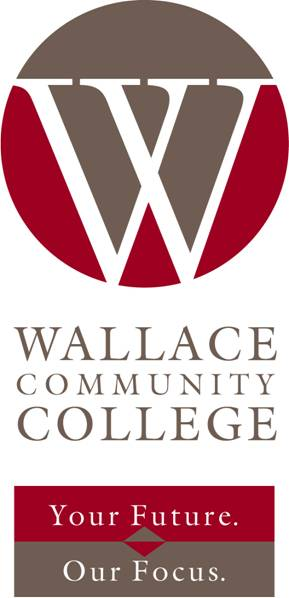 W
WALLACE
COMMUNITY
COLLEGE
Your Future.
Our Focus.